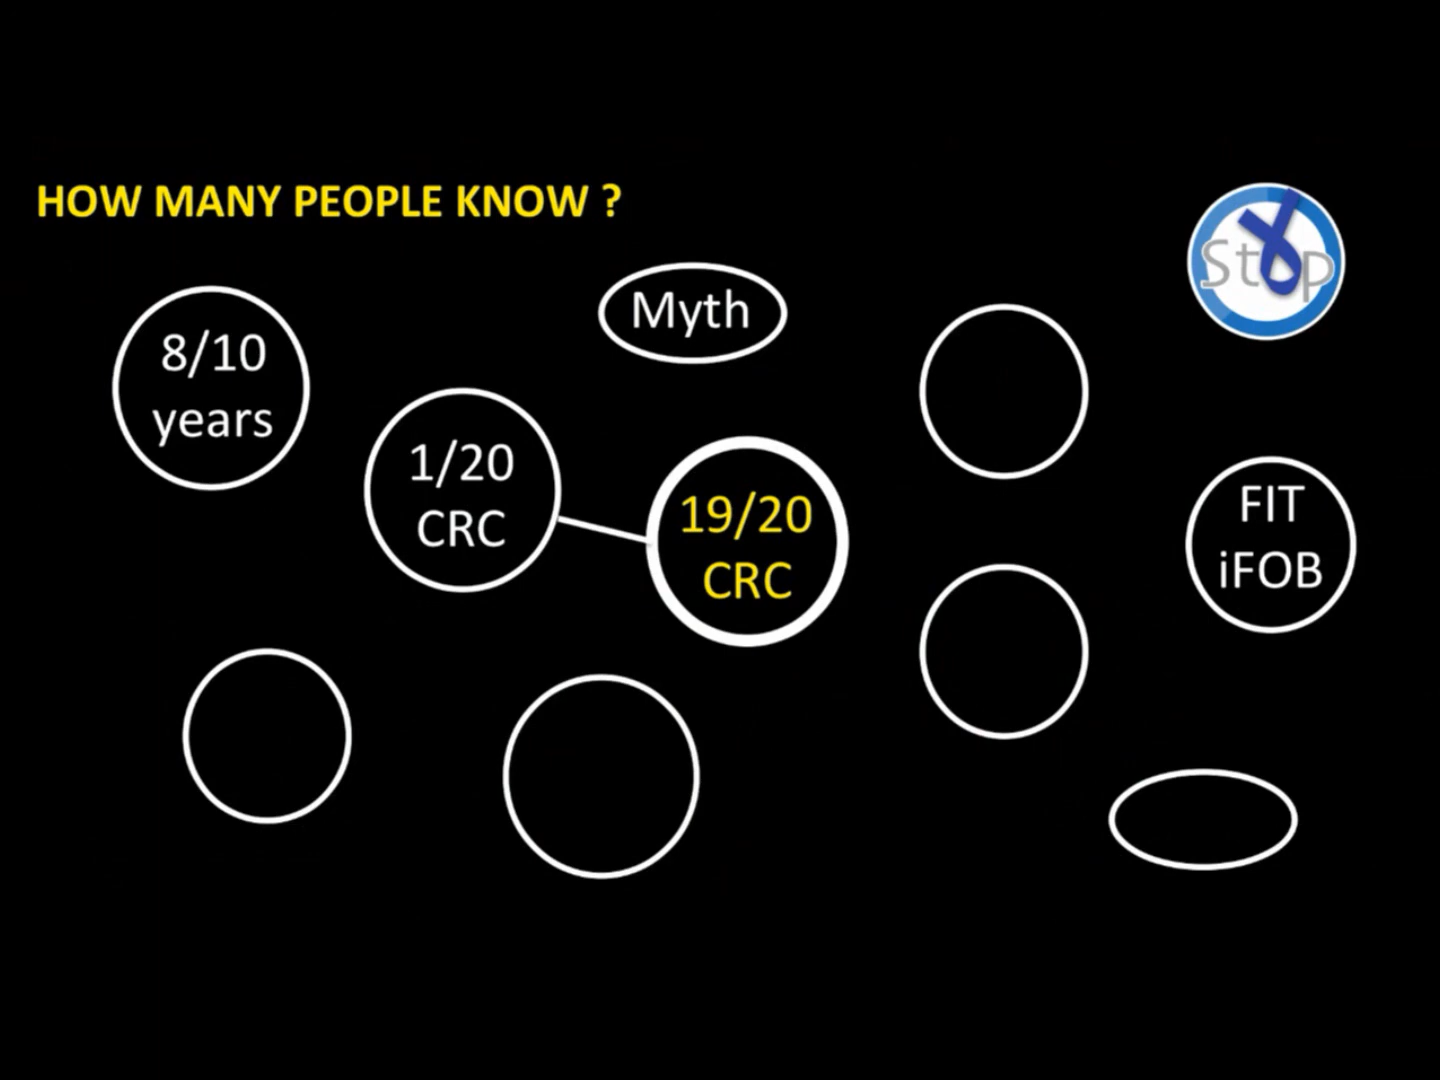 HOW MANY PEOPLE KNOW ?
Stop
Myth
8/10
years
1/20
CRC
19/20
CRC
FIT
iFOB